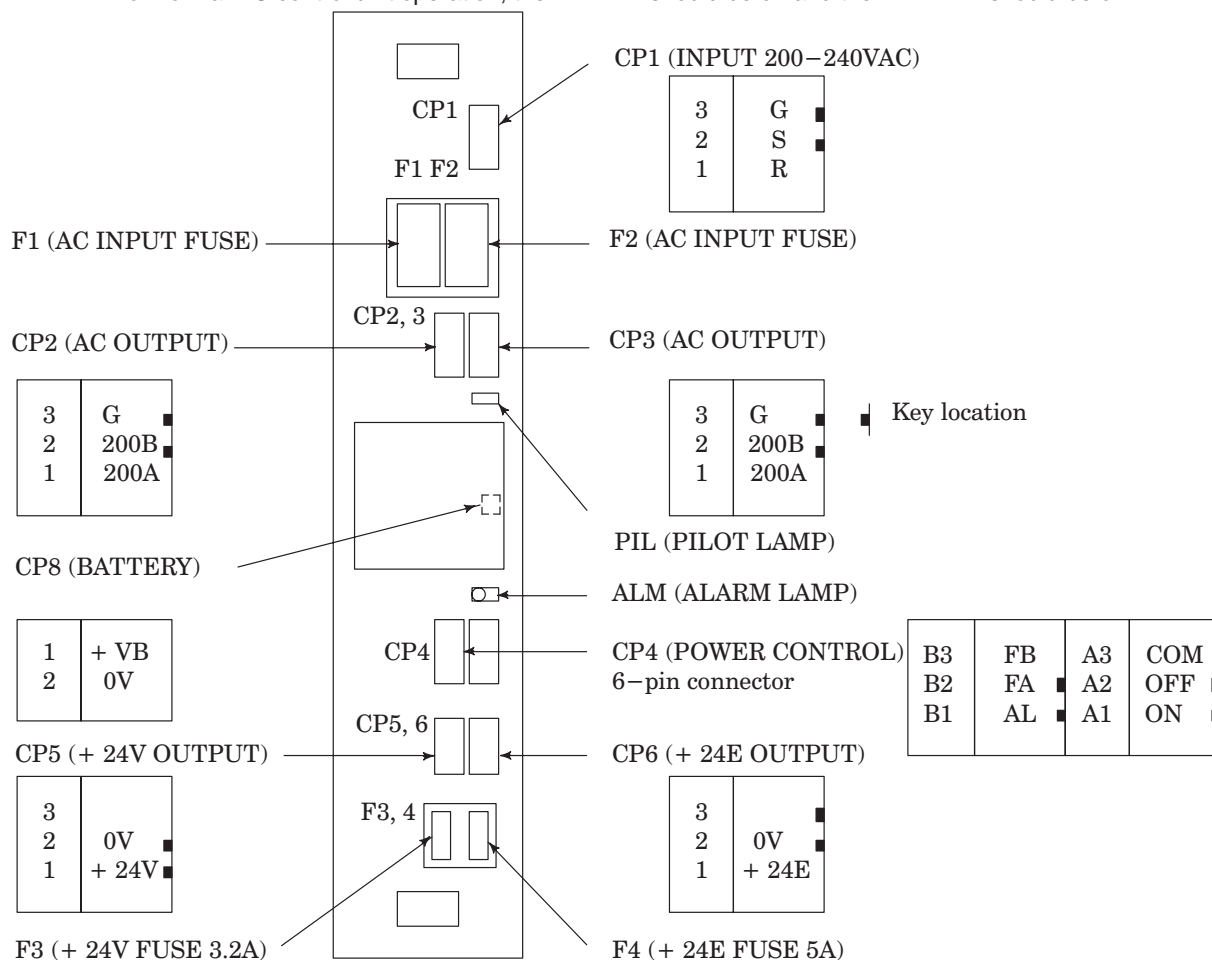 CP1 (INPUT 200−240VAC)
CP1
3 G
2 S
1 R
F1 F2
F1 (AC INPUT FUSE)
F2 (AC INPUT FUSE)
CP2, 3
CP2 (AC OUTPUT)
CP3 (AC OUTPUT)
3 G
2 200B
1 200A
3 G
2 200B
1 200A
Key location
PIL (PILOT LAMP)
CP8 (BATTERY)
ALM (ALARM LAMP)
1 + VB
2 0V
CP4
CP4 (POWER CONTROL)
6−pin connector
B3 FB A3 COM
B2 FA A2 OFF
B1 AL A1 ON
CP5, 6
CP5 (+ 24V OUTPUT)
CP6 (+ 24E OUTPUT)
3
2 0V
1 + 24V
F3, 4
3
2 0V
1 + 24E
F3 (+ 24V FUSE 3.2A)
F4 (+ 24E FUSE 5A)